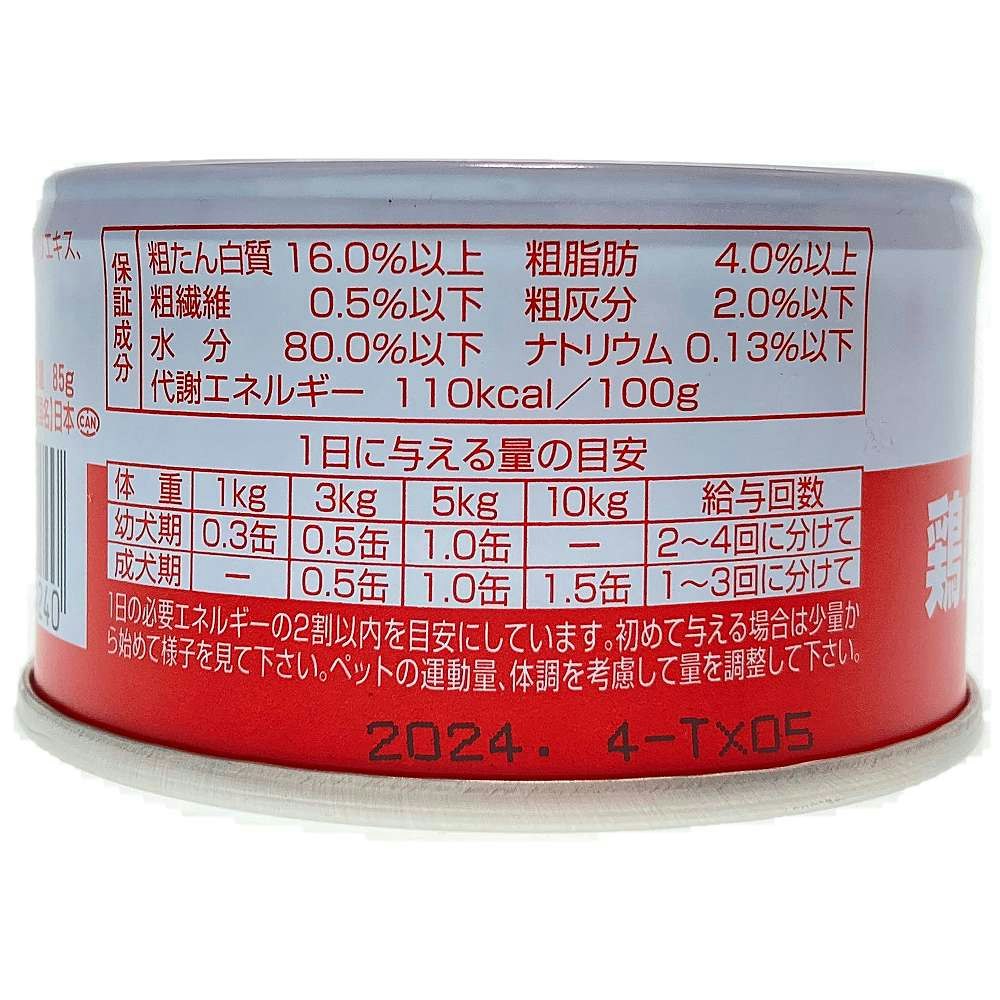 エキス、
85g
日本 CAN
240
保証成分
粗たん白質 16.0%以上 粗脂肪 4.0%以上
粗繊維 0.5%以下 粗灰分 2.0%以下
水 分 80.0%以下 ナトリウム 0.13%以下
代謝エネルギー 110kcal/100g
1日に与える量の目安
体 重 1kg 3kg 5kg 10kg 給与回数
幼犬期 0.3缶 0.5缶 1.0缶 ー 2〜4回に分けて
成犬期 ー 0.5缶 1.0缶 1.5缶 1〜3回に分けて
1日の必要エネルギーの2割以内を目安にしています。初めて与える場合は少量か
ら始めて様子を見て下さい。ペットの運動量、体調を考慮して量を調整して下さい。
2024. 4-TX05
鶏